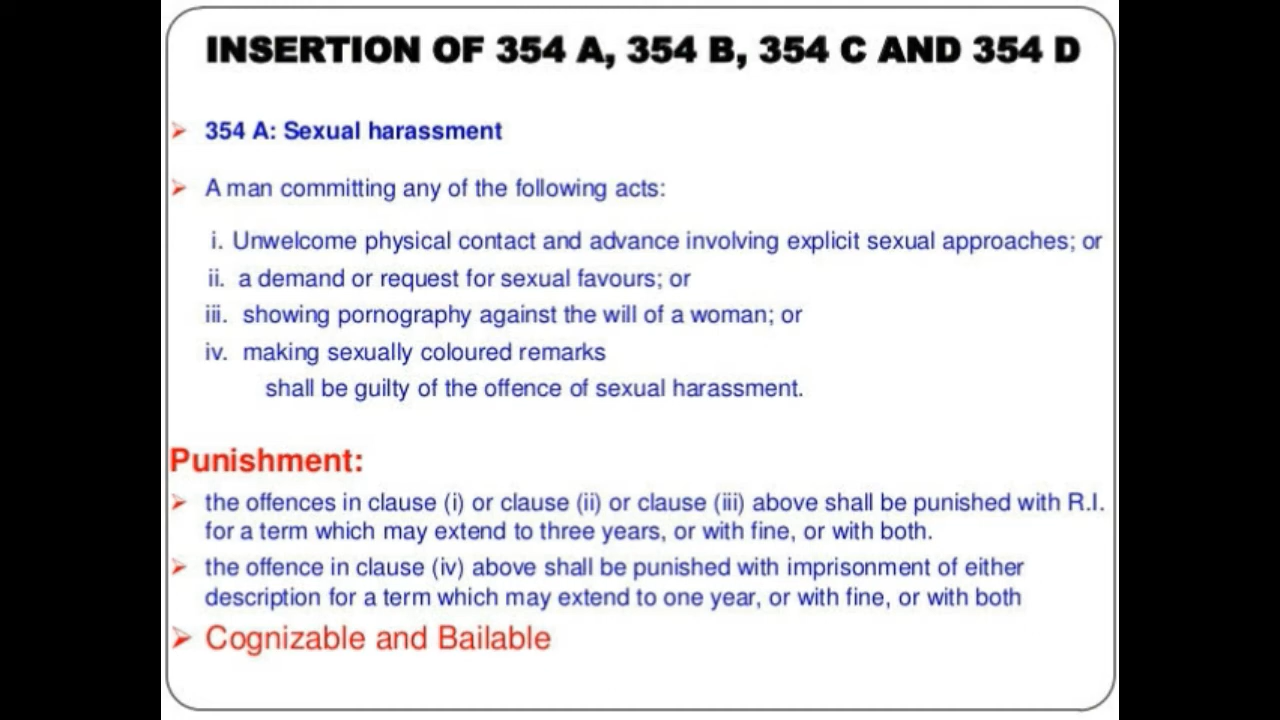 INSERTION OF 354 A, 354 B, 354 C AND 354 D
354 A: Sexual harassment
A man committing any of the following acts:
i. Unwelcome physical contact and advance involving explicit sexual approaches; or
ii. a demand or request for sexual favours; or
iii. showing pornography against the will of a woman; or
iv. making sexually coloured remarks
shall be guilty of the offence of sexual harassment.
Punishment:
the offences in clause (i) or clause (ii) or clause (iii) above shall be punished with R.I.
for a term which may extend to three years, or with fine, or with both.
the offence in clause (iv) above shall be punished with imprisonment of either
description for a term which may extend to one year, or with fine, or with both
Cognizable and Bailable